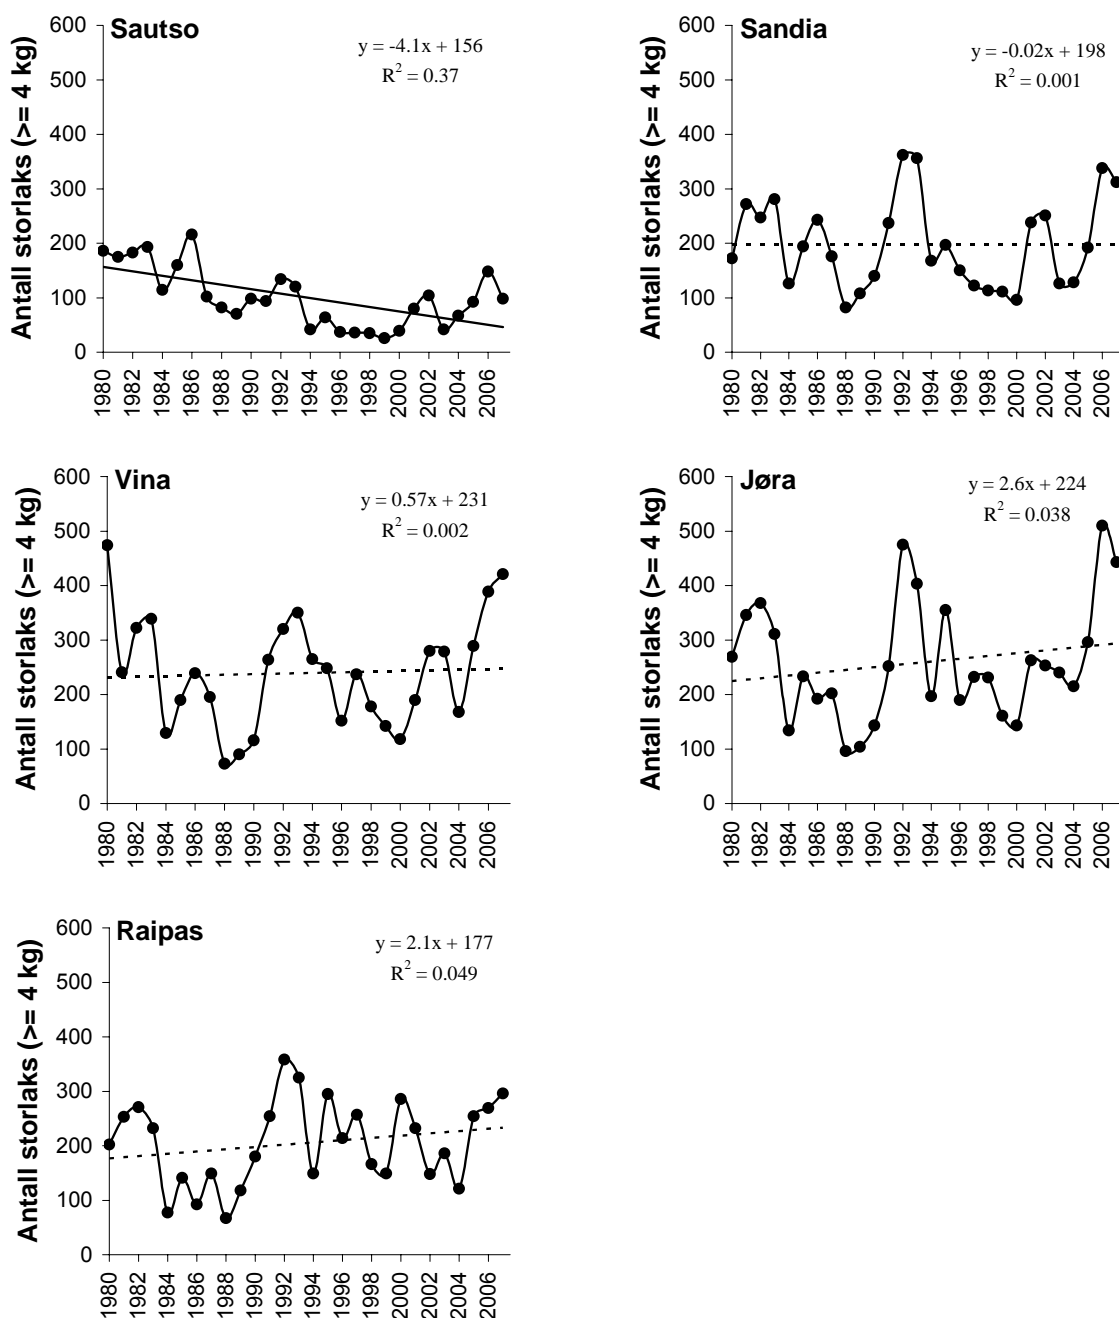 Sautso
y = -4.1x + 156
R² = 0.37
Antall storlaks (>= 4 kg)
600
500
400
300
200
100
0
1980 1982 1984 1986 1988 1990 1992 1994 1996 1998 2000 2002 2004 2006
Sandia
y = -0.02x + 198
R² = 0.001
Antall storlaks (>= 4 kg)
600
500
400
300
200
100
0
1980 1982 1984 1986 1988 1990 1992 1994 1996 1998 2000 2002 2004 2006
Vina
y = 0.57x + 231
R² = 0.002
Antall storlaks (>= 4 kg)
600
500
400
300
200
100
0
1980 1982 1984 1986 1988 1990 1992 1994 1996 1998 2000 2002 2004 2006
Jøra
y = 2.6x + 224
R² = 0.038
Antall storlaks (>= 4 kg)
600
500
400
300
200
100
0
1980 1982 1984 1986 1988 1990 1992 1994 1996 1998 2000 2002 2004 2006
Raipas
y = 2.1x + 177
R² = 0.049
Antall storlaks (>= 4 kg)
600
500
400
300
200
100
0
1980 1982 1984 1986 1988 1990 1992 1994 1996 1998 2000 2002 2004 2006